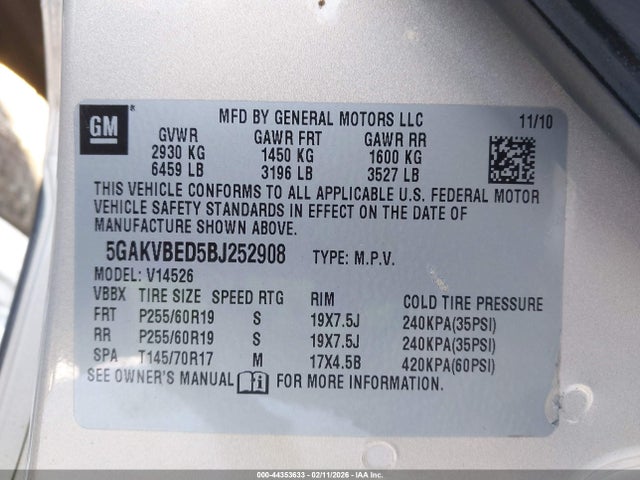 GM ®
MFD BY GENERAL MOTORS LLC 11/10
GVWR GAWR FRT GAWR RR
2930 KG 1450 KG 1600 KG
6459 LB 3196 LB 3527 LB
THIS VEHICLE CONFORMS TO ALL APPLICABLE U.S. FEDERAL MOTOR
VEHICLE SAFETY STANDARDS IN EFFECT ON THE DATE OF
MANUFACTURE SHOWN ABOVE.
5GAKVBED5BJ252908 TYPE: M.P.V.
MODEL: V14526
VBBX TIRE SIZE SPEED RTG RIM COLD TIRE PRESSURE
FRT P255/60R19 S 19X7.5J 240KPA(35PSI)
RR P255/60R19 S 19X7.5J 240KPA(35PSI)
SPA T145/70R17 M 17X4.5B 420KPA(60PSI)
SEE OWNER'S MANUAL FOR MORE INFORMATION.
000-44353633 - 02/11/2026 - IAA Inc.